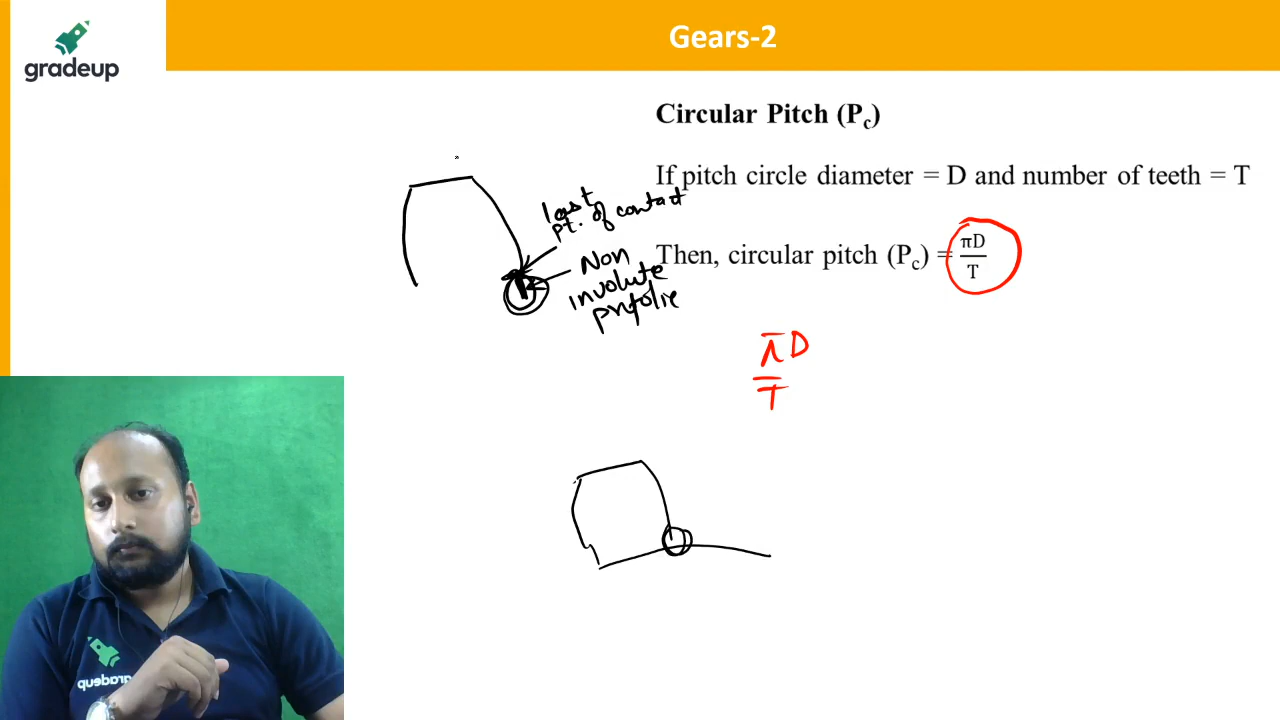 Gears-2
gradeup
Circular Pitch (Pc)
If pitch circle diameter = D and number of teeth = T
Then, circular pitch (Pc) = πD/T
last
pt. of contact
Non
involute
profolie
πD
T
gradeup